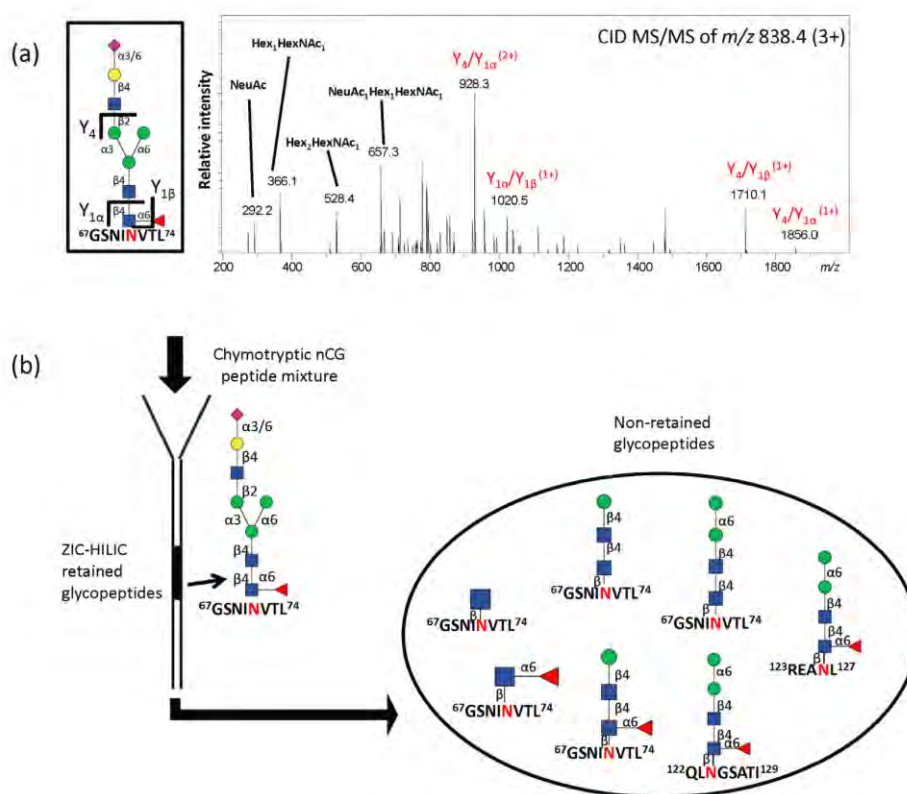 (a)
α3/6
β4
β2
Y₄
α3
α6
β4
Y₁β
Y₁α
β4
α6
⁶⁷GSNINVTL⁷⁴
CID MS/MS of m/z 838.4 (3+)
Relative intensity
NeuAc
292.2
Hex₁HexNAc₁
366.1
Hex₂HexNAc₁
528.4
NeuAc₁Hex₁HexNAc₁
657.3
Y₄/Y₁α⁽²⁺⁾
928.3
Y₁α/Y₁β⁽¹⁺⁾
1020.5
Y₄/Y₁β⁽¹⁺⁾
1710.1
Y₄/Y₁α⁽¹⁺⁾
1856.0
200 400 600 800 1000 1200 1400 1600 1800 m/z
(b)
Chymotryptic nCG
peptide mixture
α3/6
β4
β2
α3
α6
β4
β4
α6
⁶⁷GSNINVTL⁷⁴
ZIC-HILIC
retained
glycopeptides
Non-retained
glycopeptides
β
⁶⁷GSNINVTL⁷⁴
β4
β4
β
⁶⁷GSNINVTL⁷⁴
α6
β4
β4
β
⁶⁷GSNINVTL⁷⁴
α6
β4
β4
α6
β
¹²³REANL¹²⁷
α6
β
⁶⁷GSNINVTL⁷⁴
β4
β4
α6
β
⁶⁷GSNINVTL⁷⁴
α6
β4
β4
α6
β
¹²²QLNGSATI¹²⁹